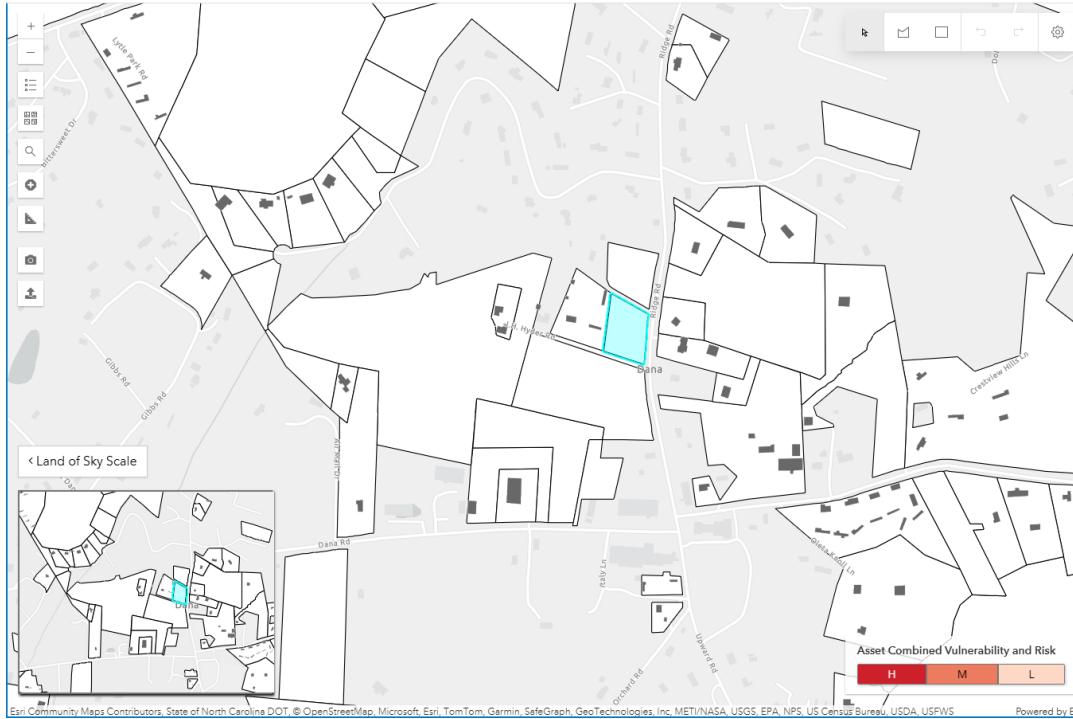 Lytle Park Rd
Ridge Rd
Bittersweet Dr
Ridge Rd
J.H. Hyder Rd
Dana
Crestview Hills Ln
Gibbs Rd
Gibbs Rd
< Land of Sky Scale
Dana Rd
Oleta Knoll Ln
Italy Ln
Dana
Upward Rd
Orchard Rd
Asset Combined Vulnerability and Risk
H M L
Esri Community Maps Contributors, State of North Carolina DOT, © OpenStreetMap, Microsoft, Esri, TomTom, Garmin, SafeGraph, GeoTechnologies, Inc, METI/NASA, USGS, EPA, NPS, US Census Bureau, USDA, USFWS
Powered by E